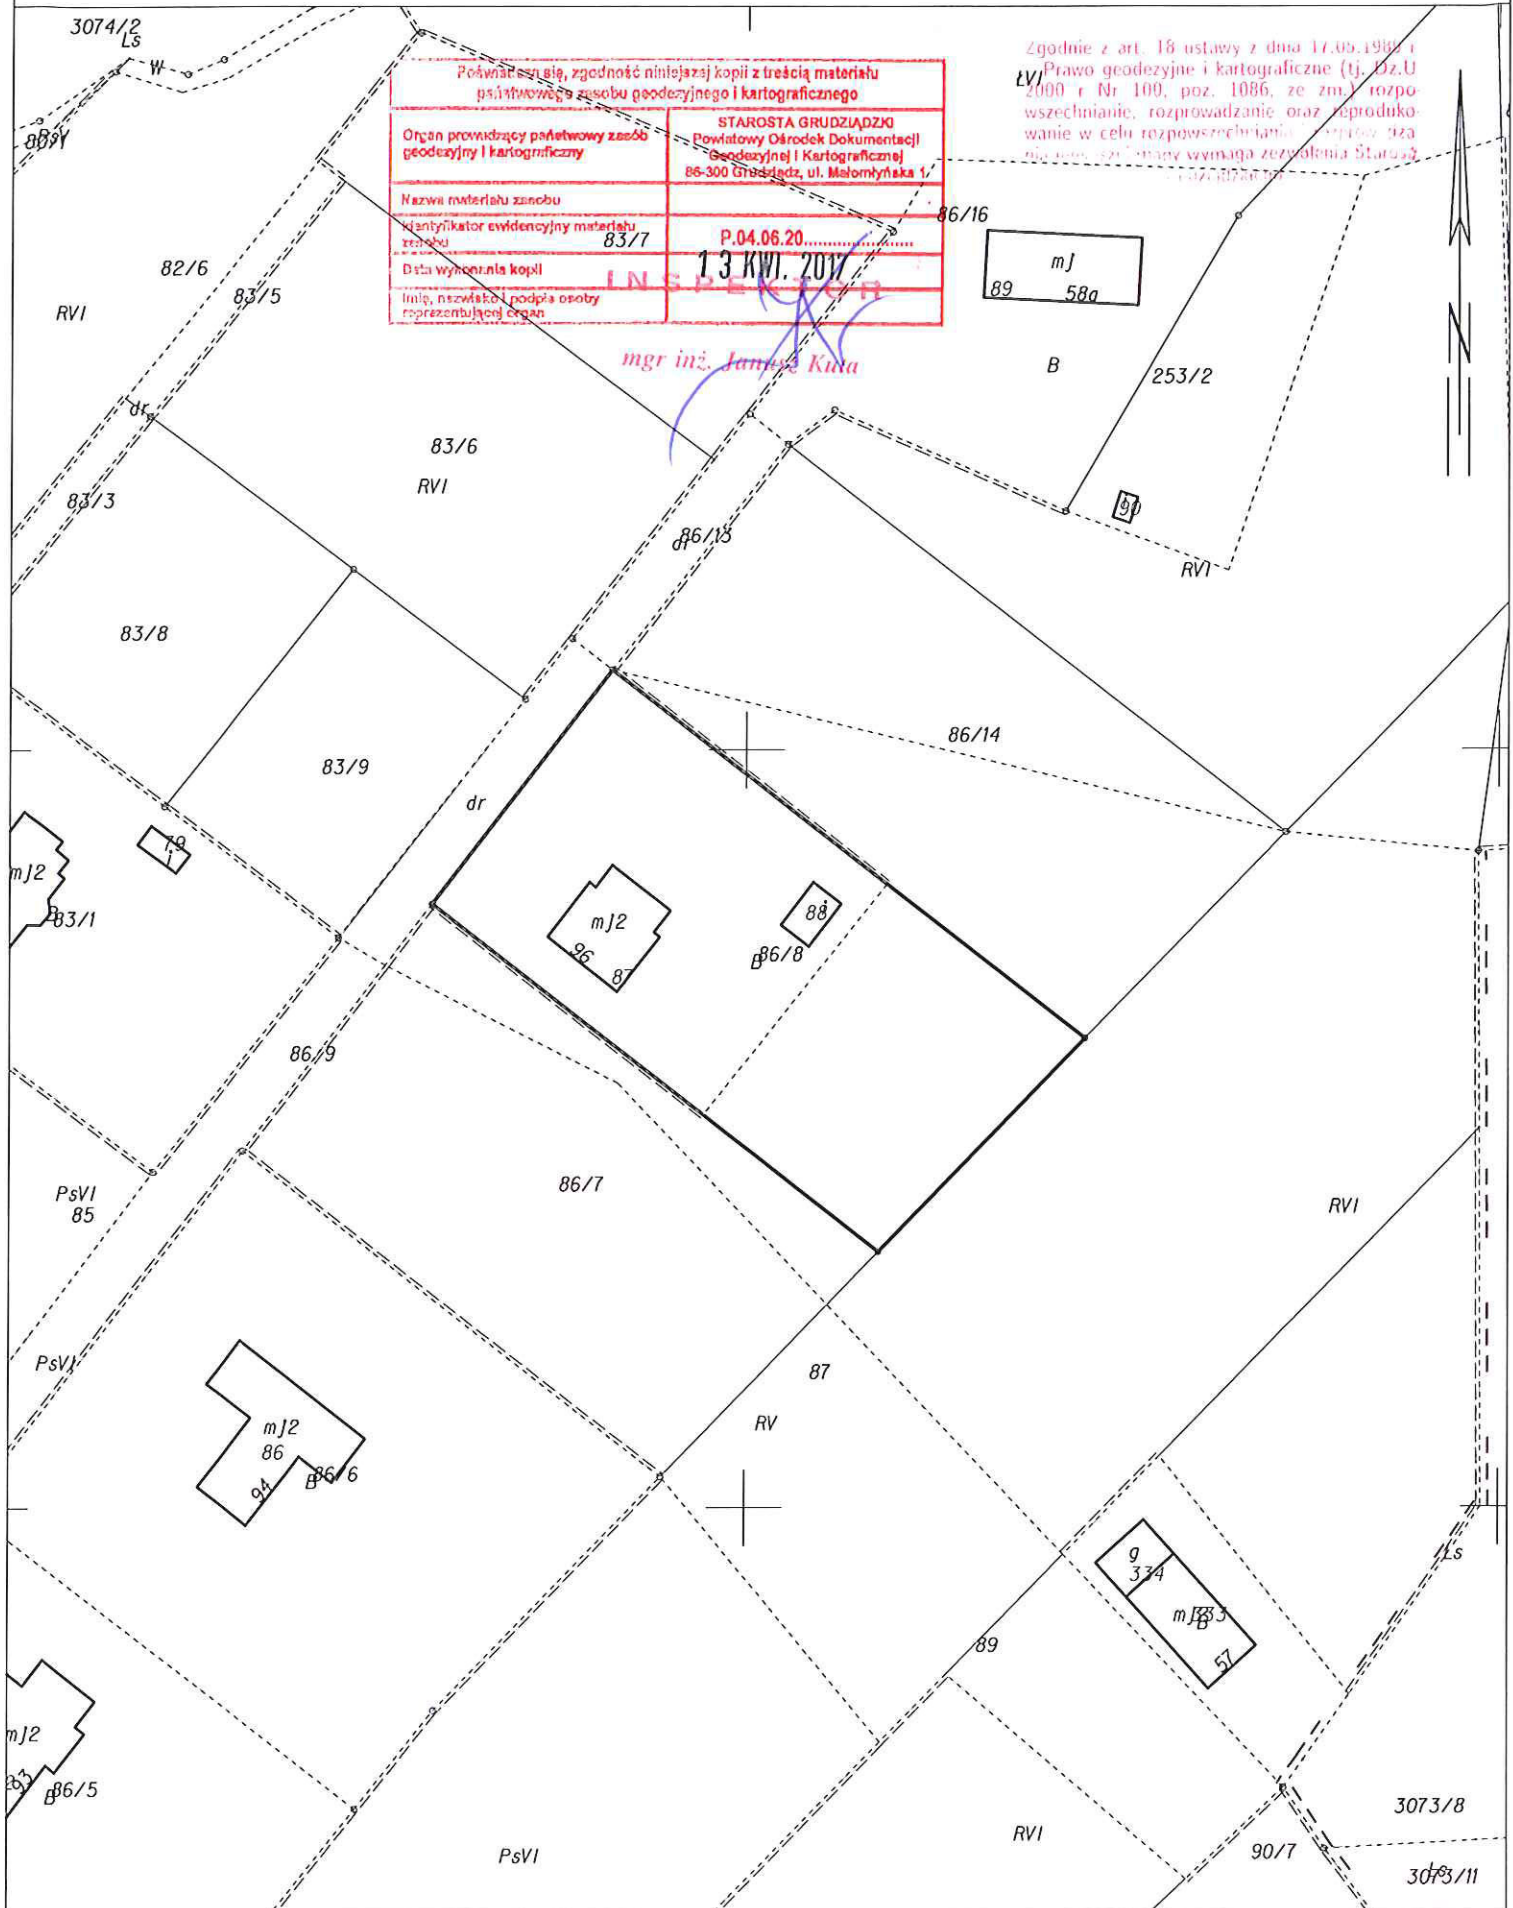 3074/2
Ls
W
Poświadcza się, zgodność niniejszej kopii z treścią materiału
państwowego zasobu geodezyjnego i kartograficznego
Organ prowadzący państwowy zasób
geodezyjny i kartograficzny
STAROSTA GRUDZIĄDZKI
Powiatowy Ośrodek Dokumentacji
Geodezyjnej i Kartograficznej
86-300 Grudziądz, ul. Małomłyńska 1
Nazwa materiału zasobu
Identyfikator ewidencyjny materiału
zasobu
P.04.06.20
Data wykonania kopii
13 KWI. 2017
INSPEKTOR
Imię, nazwisko i podpis osoby
reprezentującej organ
mgr inż. Janusz Kula
Zgodnie z art. 18 ustawy z dnia
ŁVI
Prawo geodezyjne i kartograficzne (tj. Dz.U
2000 r Nr 100, poz. 1086, ze zm.) rozpo-
wszechnianie, rozprowadzanie oraz reproduko-
wanie w celu rozpowszechniania
mapy wymaga zezwolenia
82/6
RVI
83/5
83/7
86/16
mj
89
58a
B
253/2
dr
83/6
RVI
83/3
86/13
dr
90
RVI
83/8
86/14
83/9
dr
79
i
mj2
B
83/1
mj2
96
87
88
i
B
86/8
86/9
86/7
PsVI
85
RVI
PsVI
87
RV
mj2
86
94
B
86/6
g
334
mj
333
B
57
Ls
89
mj2
93
B
86/5
PsVI
RVI
90/7
3073/8
3073/11
Ls